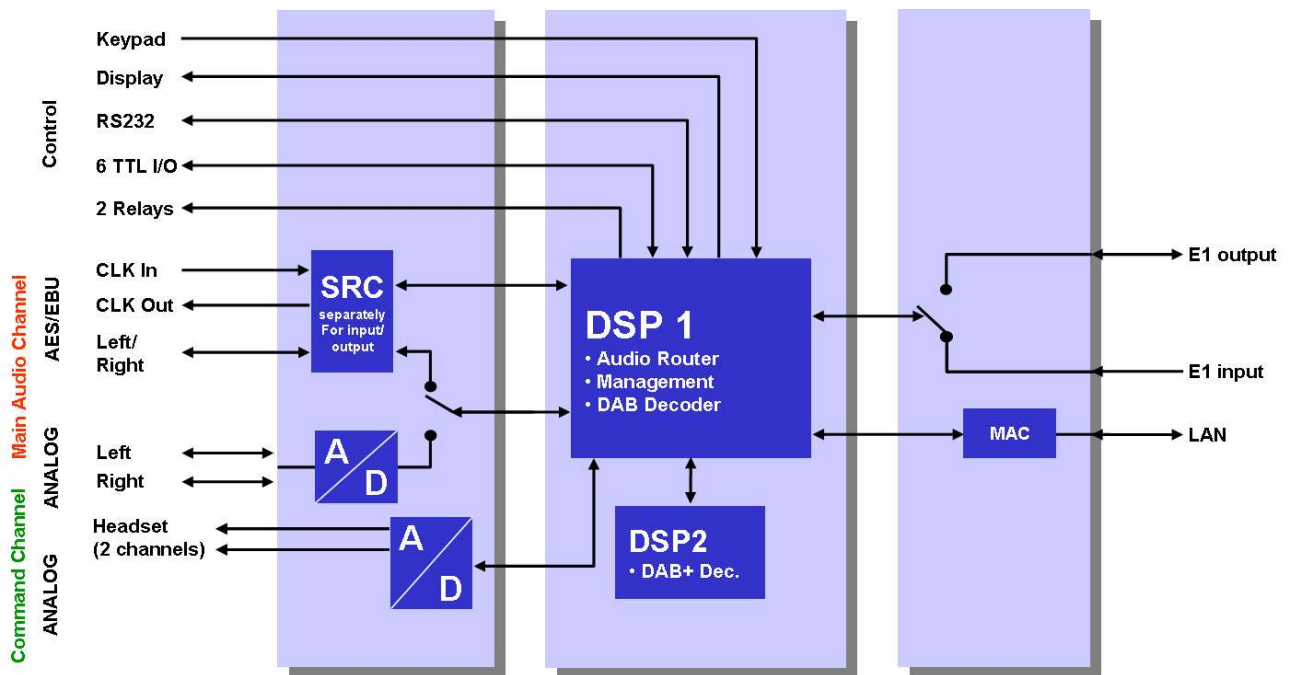 Control
Keypad
Display
RS232
6 TTL I/O
2 Relays
Main Audio Channel
AES/EBU
CLK In
CLK Out
Left/
Right
SRC
separately
For input/
output
ANALOG
Left
Right
A
D
Command Channel
ANALOG
Headset
(2 channels)
A
D
DSP 1
• Audio Router
• Management
• DAB Decoder
DSP2
• DAB+ Dec.
E1 output
E1 input
MAC
LAN